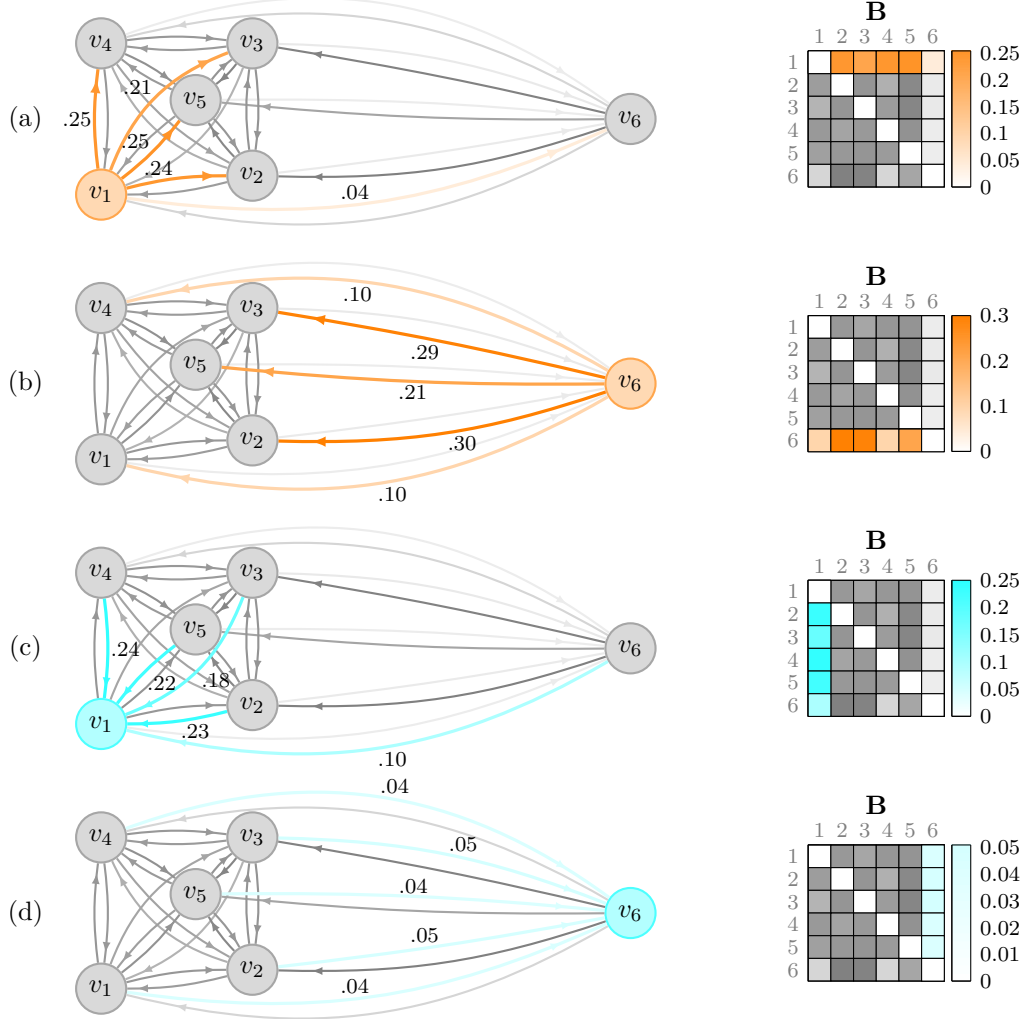 (a)
v4
v3
v5
v2
v1
v6
.21
.25
.25
.24
.04
B
1 2 3 4 5 6
1
2
3
4
5
6
0.25
0.2
0.15
0.1
0.05
0
(b)
v4
v3
v5
v2
v1
v6
.10
.29
.21
.30
.10
B
1 2 3 4 5 6
1
2
3
4
5
6
0.3
0.2
0.1
0
(c)
v4
v3
v5
v2
v1
v6
.24
.22
.18
.23
.10
B
1 2 3 4 5 6
1
2
3
4
5
6
0.25
0.2
0.15
0.1
0.05
0
(d)
v4
v3
v5
v2
v1
v6
.04
.05
.04
.05
.04
B
1 2 3 4 5 6
1
2
3
4
5
6
0.05
0.04
0.03
0.02
0.01
0